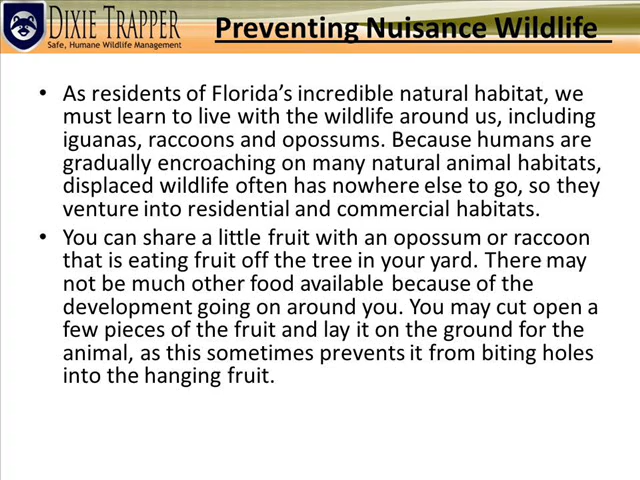 DIXIE TRAPPER
Safe, Humane Wildlife Management
Preventing Nuisance Wildlife
• As residents of Florida's incredible natural habitat, we
must learn to live with the wildlife around us, including
iguanas, raccoons and opossums. Because humans are
gradually encroaching on many natural animal habitats,
displaced wildlife often has nowhere else to go, so they
venture into residential and commercial habitats.
• You can share a little fruit with an opossum or raccoon
that is eating fruit off the tree in your yard. There may
not be much other food available because of the
development going on around you. You may cut open a
few pieces of the fruit and lay it on the ground for the
animal, as this sometimes prevents it from biting holes
into the hanging fruit.